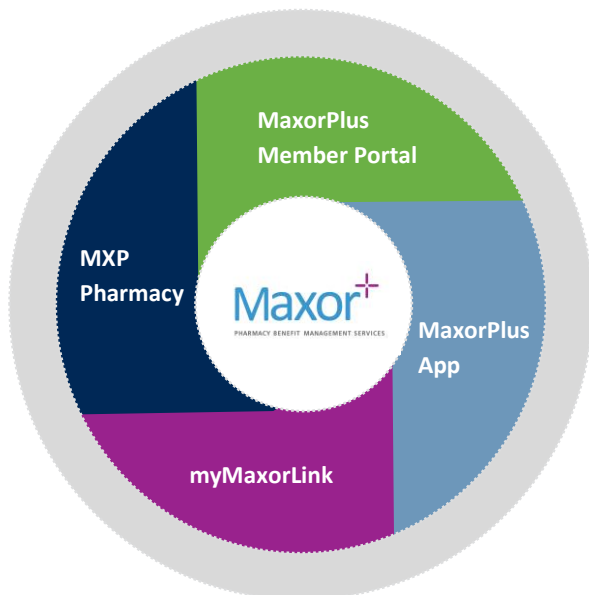 MaxorPlus
Member Portal
MXP
Pharmacy
Maxor+
PHARMACY BENEFIT MANAGEMENT SERVICES
MaxorPlus
App
myMaxorLink